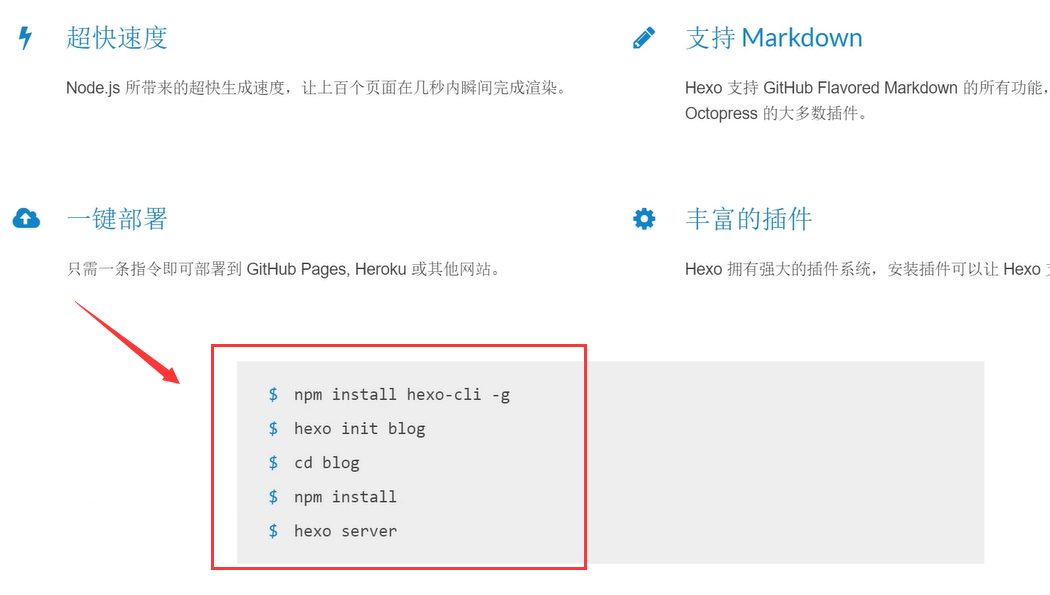 超快速度
Node.js 所带来的超快生成速度，让上百个页面在几秒内瞬间完成渲染。
支持 Markdown
Hexo 支持 GitHub Flavored Markdown 的所有功能，
Octopress 的大多数插件。
一键部署
只需一条指令即可部署到 GitHub Pages, Heroku 或其他网站。
丰富的插件
Hexo 拥有强大的插件系统，安装插件可以让 Hexo
$ npm install hexo-cli -g
$ hexo init blog
$ cd blog
$ npm install
$ hexo server